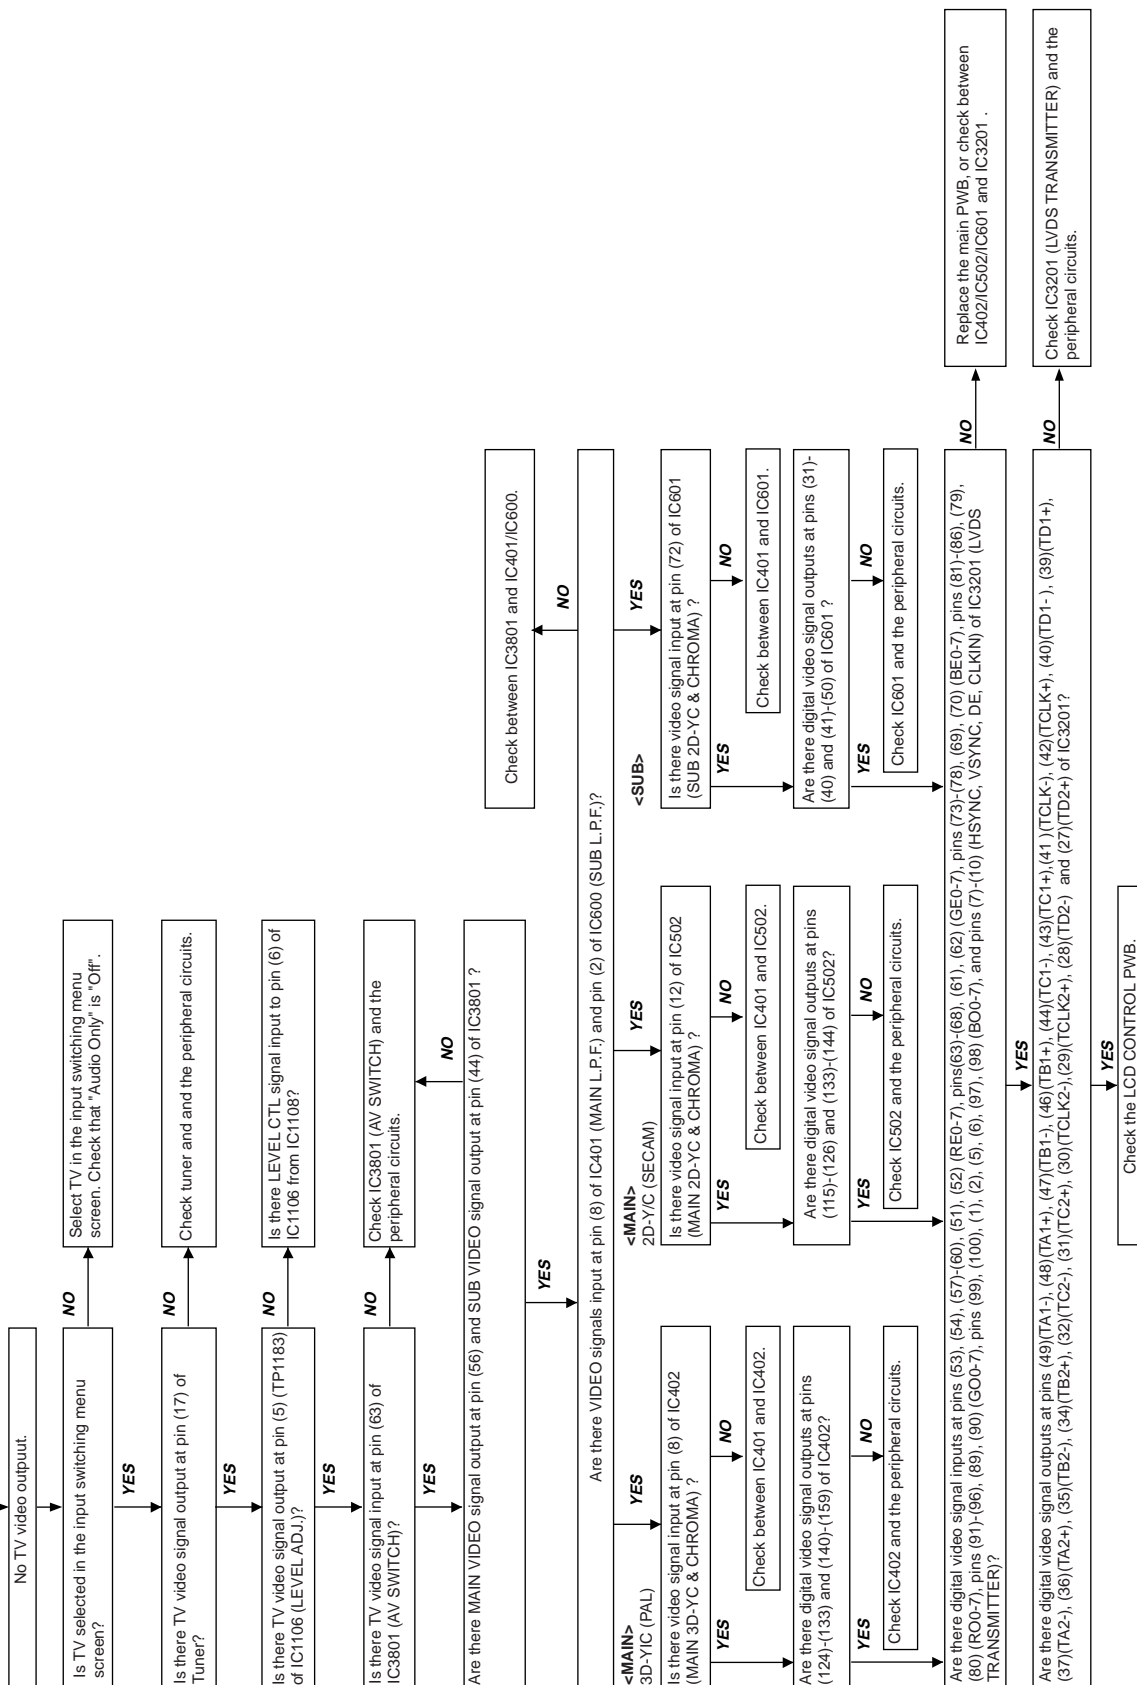 No TV video outpuut.
Is TV selected in the input switching menu
screen?
NO
Select TV in the input switching menu
screen. Check that "Audio Only" is "Off".
YES
Is there TV video signal output at pin (17) of
Tuner?
NO
Check tuner and and the peripheral circuits.
YES
Is there TV video signal output at pin (5) (TP1183)
of IC1106 (LEVEL ADJ.)?
NO
Is there LEVEL CTL signal input to pin (6) of
IC1106 from IC1108?
YES
Is there TV video signal input at pin (63) of
IC3801 (AV SWITCH)?
NO
Check IC3801 (AV SWITCH) and the
peripheral circuits.
YES
NO
Are there MAIN VIDEO signal output at pin (56) and SUB VIDEO signal output at pin (44) of IC3801 ?
YES
Check between IC3801 and IC401/IC600.
NO
Are there VIDEO signals input at pin (8) of IC401 (MAIN L.P.F.) and pin (2) of IC600 (SUB L.P.F.)?
<MAIN>
3D-YIC (PAL)
YES
Is there video signal input at pin (8) of IC402
(MAIN 3D-YC & CHROMA) ?
YES
NO
Check between IC401 and IC402.
Are there digital video signal outputs at pins
(124)-(133) and (140)-(159) of IC402?
YES
NO
Check IC402 and the peripheral circuits.
<MAIN>
2D-Y/C (SECAM)
YES
Is there video signal input at pin (12) of IC502
(MAIN 2D-YC & CHROMA) ?
YES
NO
Check between IC401 and IC502.
Are there digital video signal outputs at pins
(115)-(126) and (133)-(144) of IC502?
YES
NO
Check IC502 and the peripheral circuits.
<SUB>
YES
Is there video signal input at pin (72) of IC601
(SUB 2D-YC & CHROMA) ?
YES
NO
Check between IC401 and IC601.
Are there digital video signal outputs at pins (31)-
(40) and (41)-(50) of IC601 ?
YES
NO
Check IC601 and the peripheral circuits.
Are there digital video signal inputs at pins (53), (54), (57)-(60), (51), (52) (RE0-7), pins(63)-(68), (61), (62) (GE0-7), pins (73)-(78), (69), (70) (BE0-7), pins (81)-(86), (79),
(80) (RO0-7), pins (91)-(96), (89), (90) (GO0-7), pins (99), (100), (1), (2), (5), (6), (97), (98) (BO0-7), and pins (7)-(10) (HSYNC, VSYNC, DE, CLKIN) of IC3201 (LVDS
TRANSMITTER)?
NO
Replace the main PWB, or check between
IC402/IC502/IC601 and IC3201 .
YES
Are there digital video signal outputs at pins (49)(TA1-), (48)(TA1+), (47)(TB1-), (46)(TB1+), (44)(TC1-), (43)(TC1+),(41 )(TCLK-), (42)(TCLK+), (40)(TD1- ), (39)(TD1+),
(37)(TA2-), (36)(TA2+), (35)(TB2-), (34)(TB2+), (32)(TC2-), (31)(TC2+), (30)(TCLK2-),(29)(TCLK2+), (28)(TD2-)  and (27)(TD2+) of IC3201?
NO
Check IC3201 (LVDS TRANSMITTER) and the
peripheral circuits.
YES
Check the LCD CONTROL PWB.